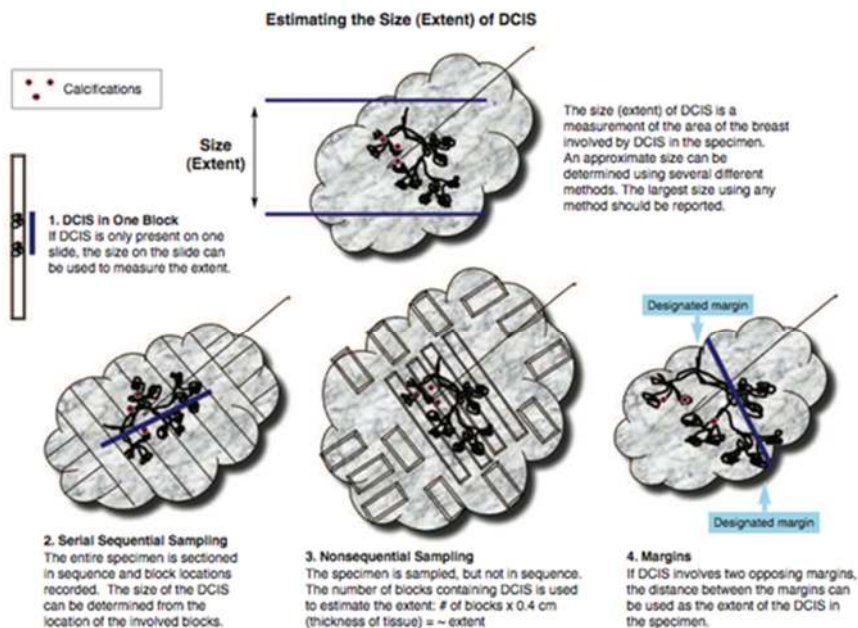 Estimating the Size (Extent) of DCIS
Calcifications
Size
(Extent)
The size (extent) of DCIS is a
measurement of the area of the breast
involved by DCIS in the specimen.
An approximate size can be
determined using several different
methods. The largest size using any
method should be reported.
1. DCIS in One Block
If DCIS is only present on one
slide, the size on the slide can
be used to measure the extent.
Designated margin
Designated margin
2. Serial Sequential Sampling
The entire specimen is sectioned
in sequence and block locations
recorded. The size of the DCIS
can be determined from the
location of the involved blocks.
3. Nonsequential Sampling
The specimen is sampled, but not in sequence.
The number of blocks containing DCIS is used
to estimate the extent: # of blocks x 0.4 cm
(thickness of tissue) = ~ extent
4. Margins
If DCIS involves two opposing margins,
the distance between the margins can
be used as the extent of the DCIS in
the specimen.